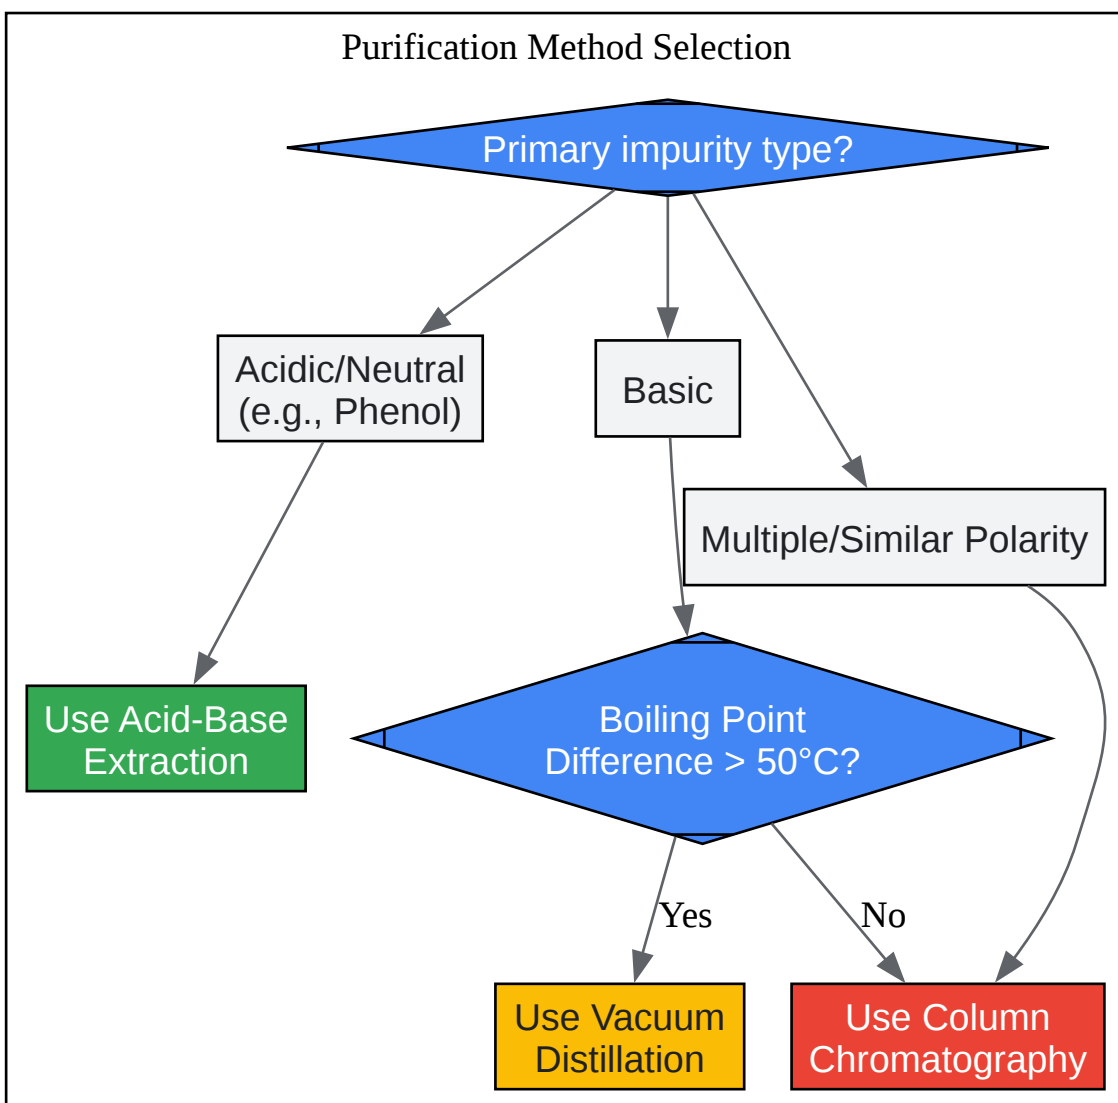 Purification Method Selection
Primary impurity type?
Acidic/Neutral
(e.g., Phenol)
Basic
Multiple/Similar Polarity
Use Acid-Base
Extraction
Boiling Point
Difference > 50°C?
Yes
No
Use Vacuum
Distillation
Use Column
Chromatography